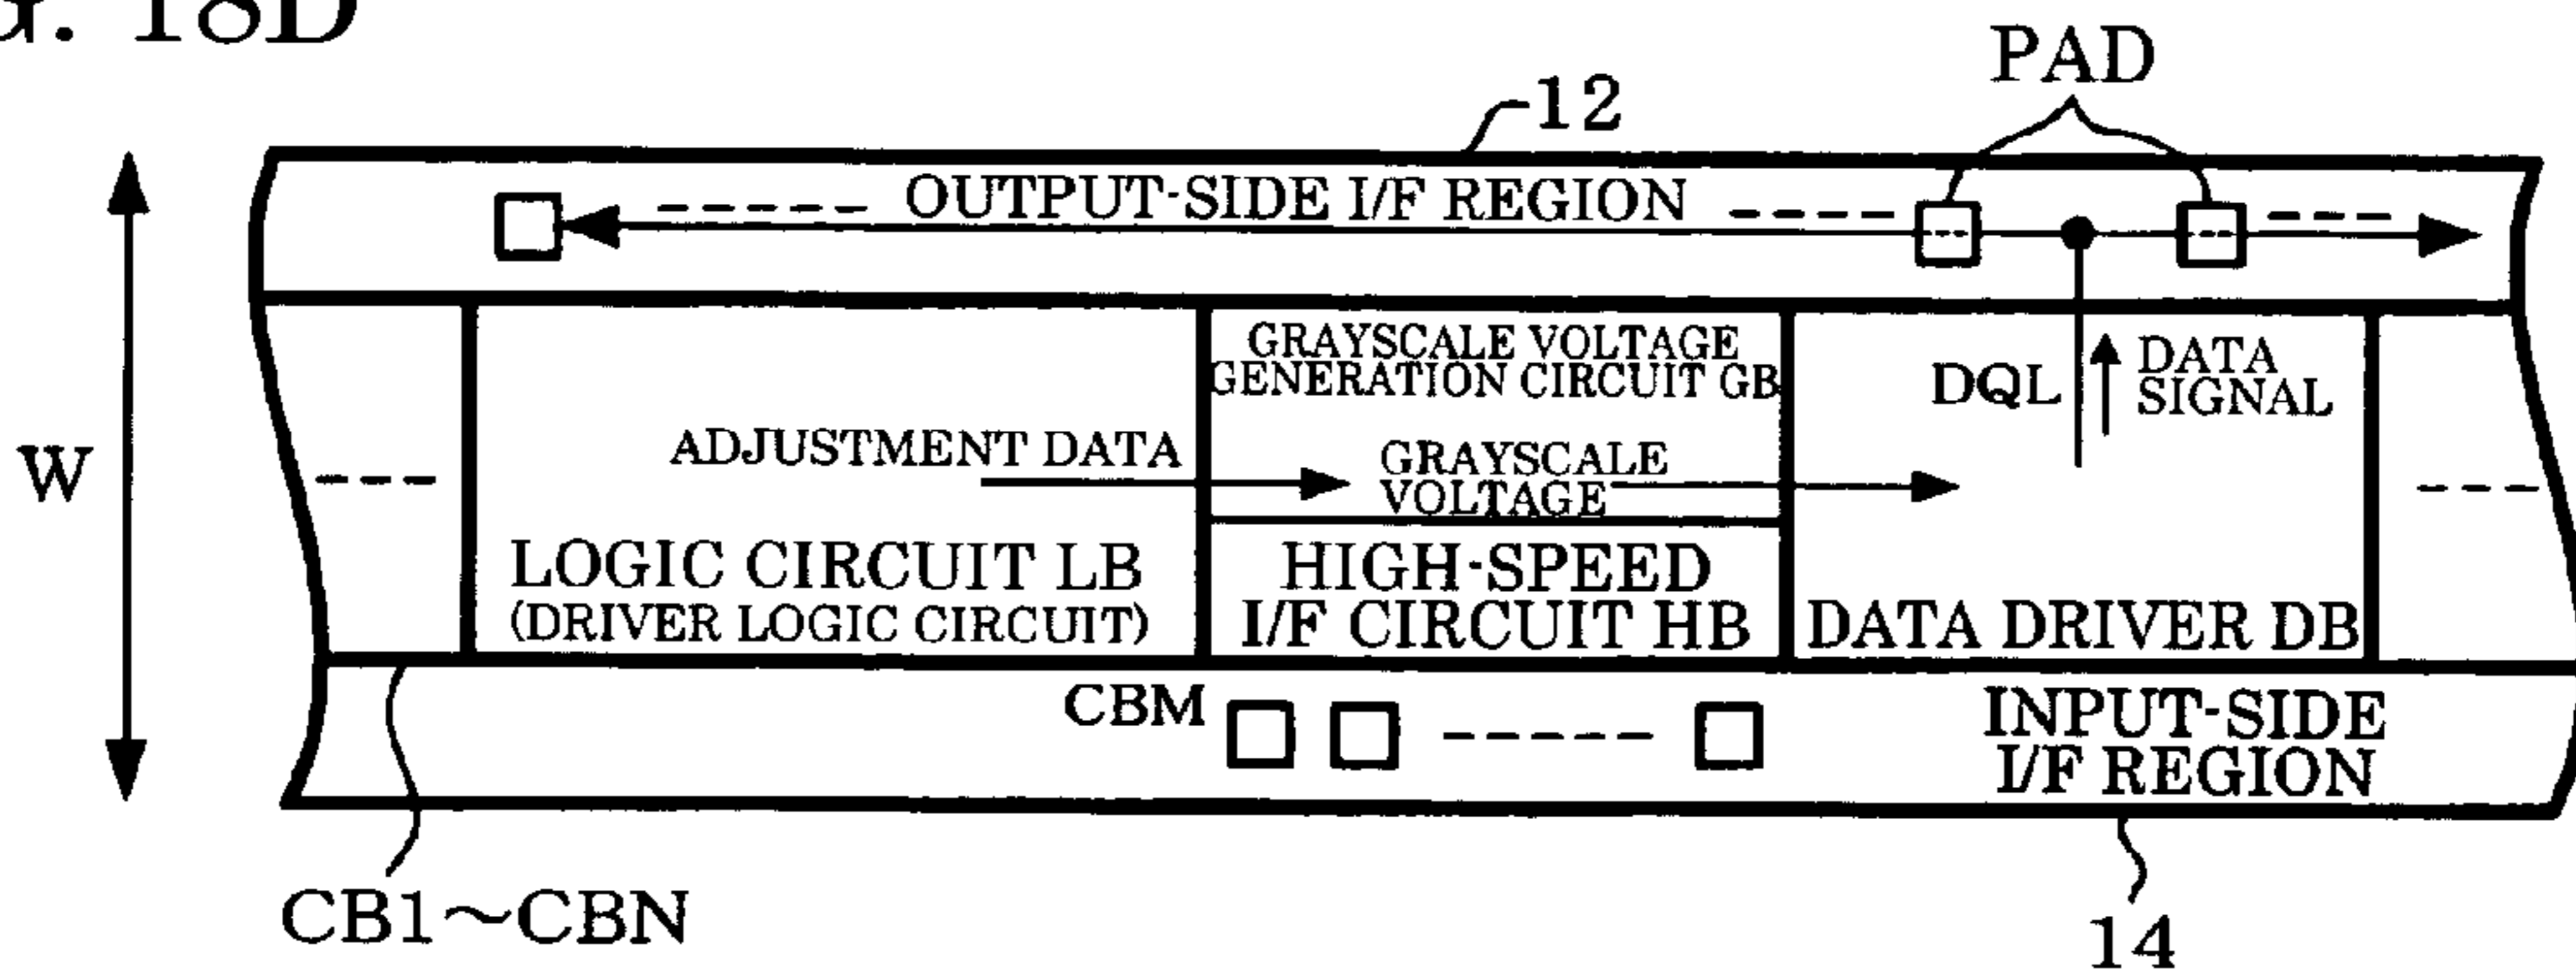 G. 18D
PAD
12
OUTPUT-SIDE I/F REGION
GRAYSCALE VOLTAGE
GENERATION CIRCUIT GB
DQL
DATA
SIGNAL
W
ADJUSTMENT DATA
GRAYSCALE
VOLTAGE
LOGIC CIRCUIT LB
(DRIVER LOGIC CIRCUIT)
HIGH-SPEED
I/F CIRCUIT HB
DATA DRIVER DB
CBM
INPUT-SIDE
I/F REGION
CB1~CBN
14